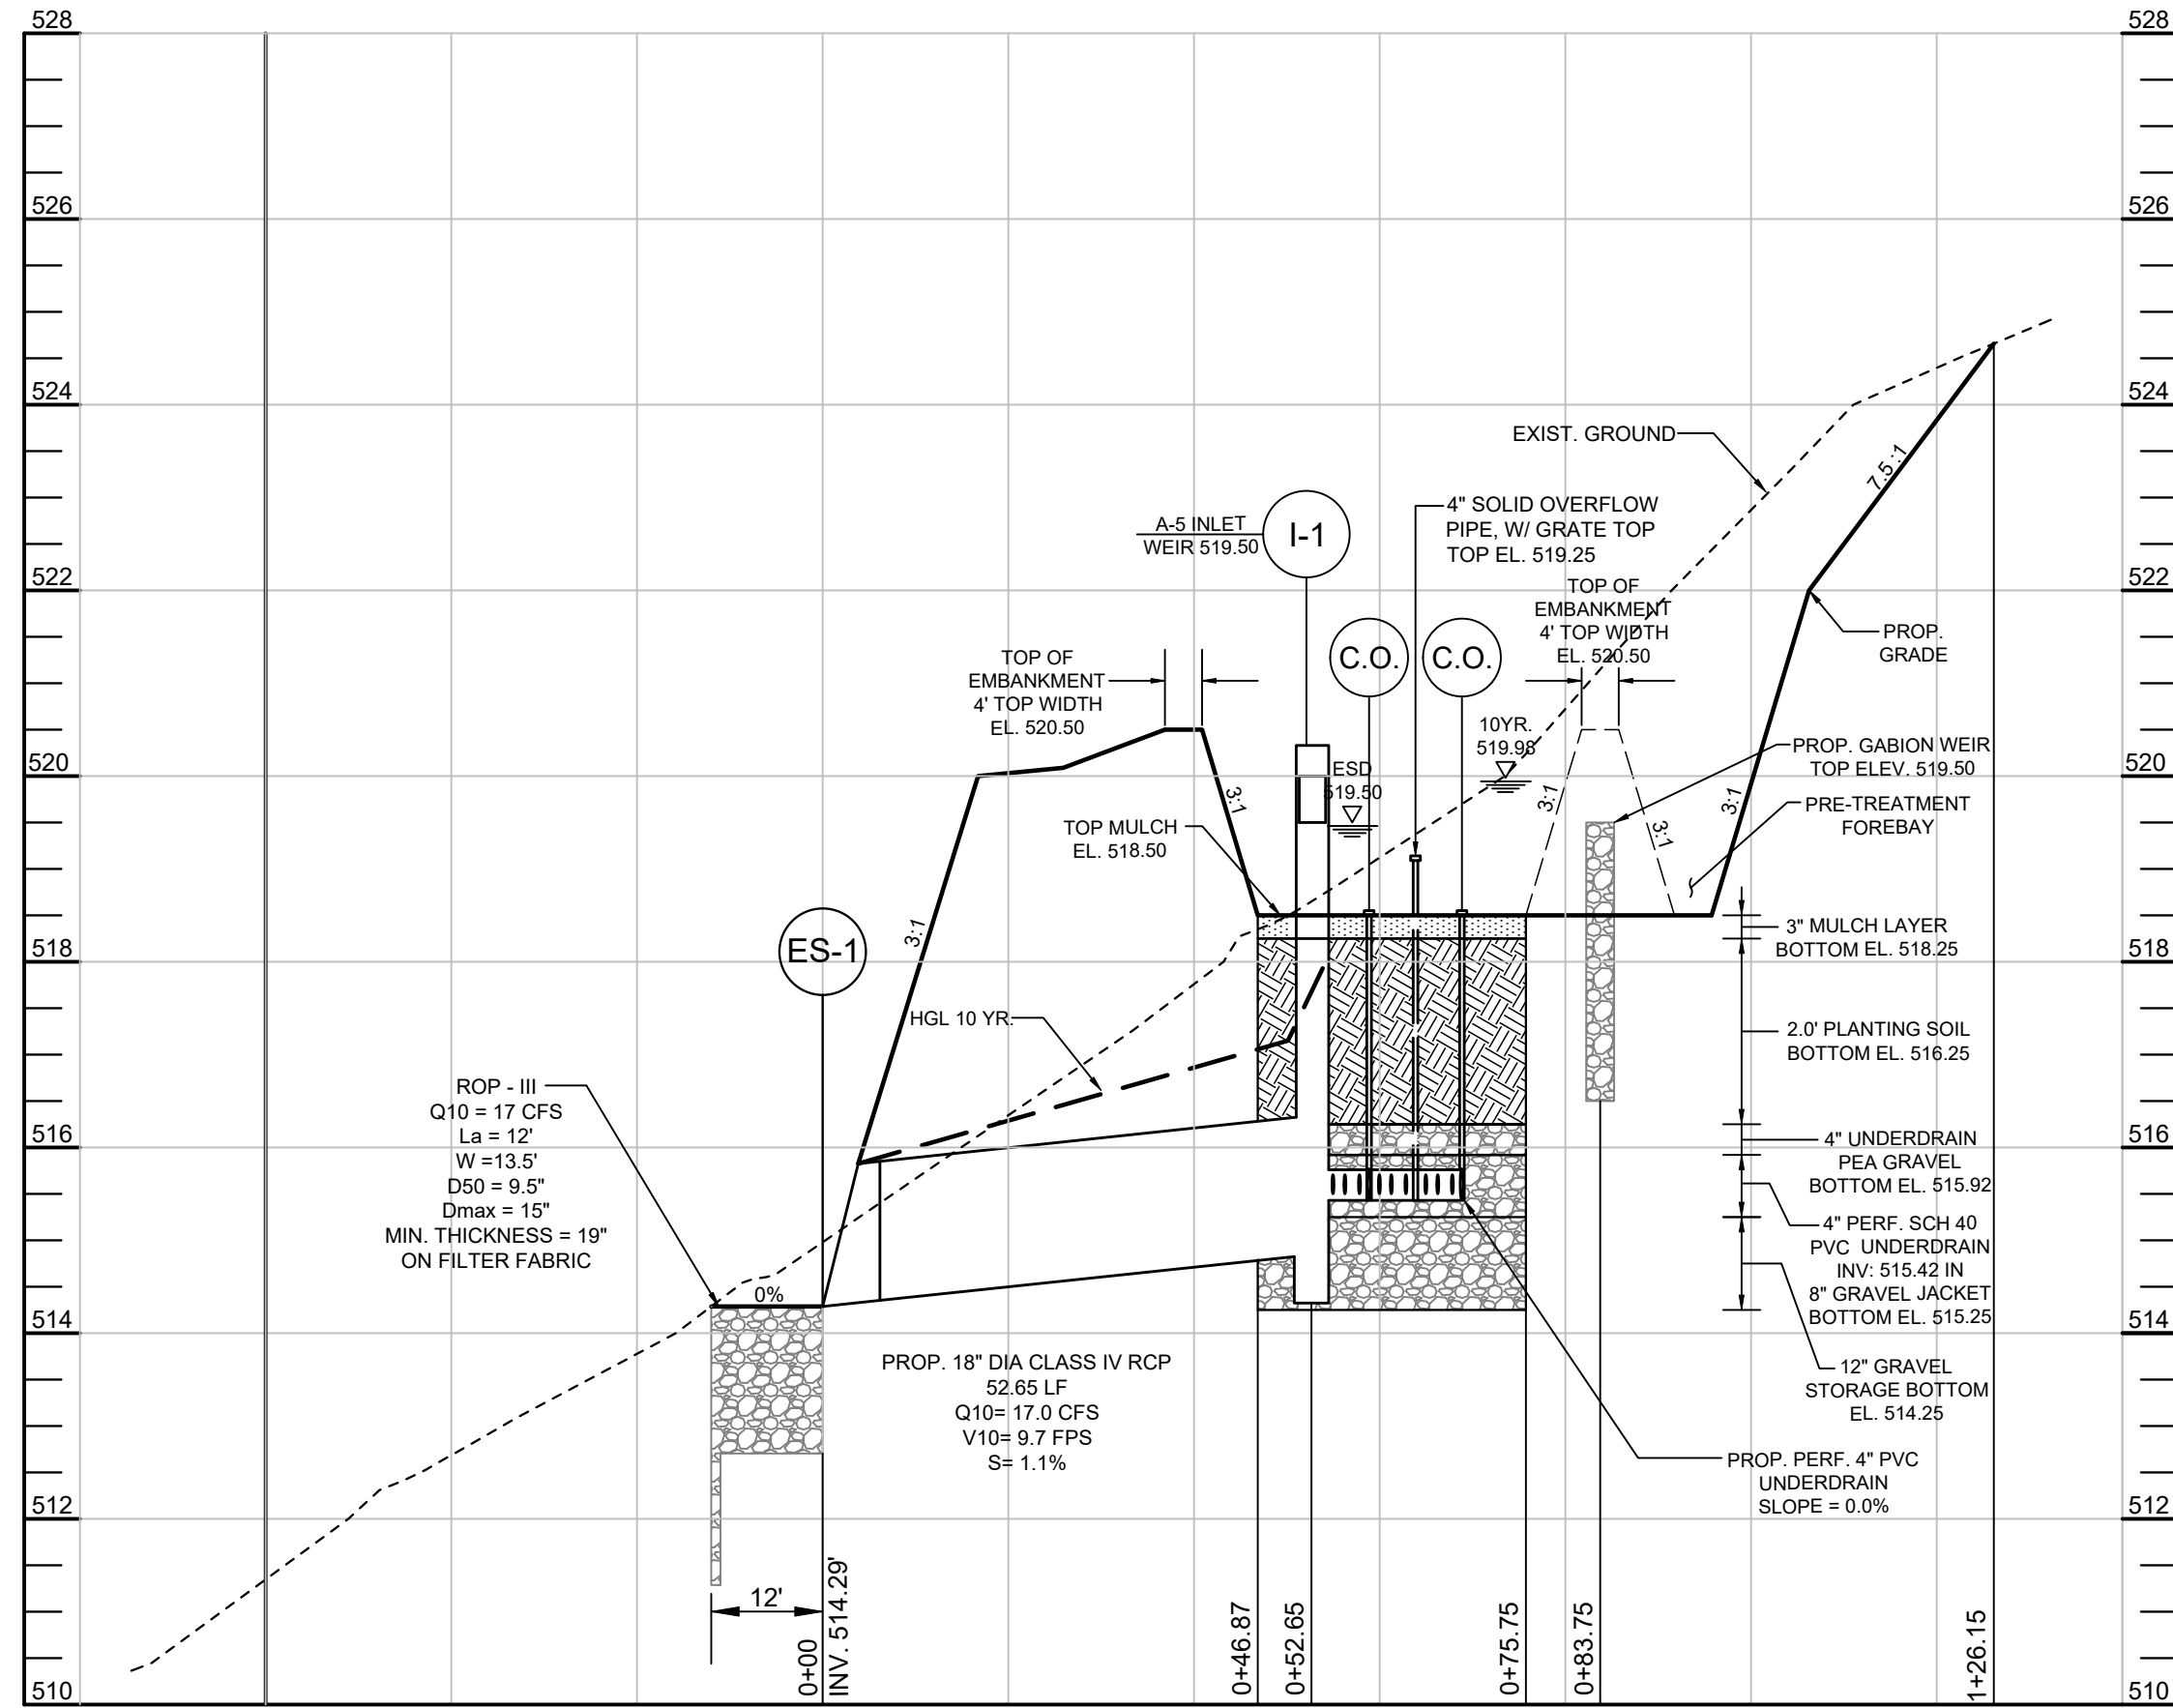 528
528
526
526
524
524
EXIST. GROUND
7.5:1
4" SOLID OVERFLOW
PIPE, W/ GRATE TOP
TOP EL. 519.25
A-5 INLET
WEIR 519.50
I-1
522
522
TOP OF
EMBANKMENT
4' TOP WIDTH
EL. 520.50
PROP.
GRADE
TOP OF
EMBANKMENT
4' TOP WIDTH
EL. 520.50
C.O.
C.O.
10YR.
519.98
PROP. GABION WEIR
TOP ELEV. 519.50
520
520
ESD
519.50
3:1
3:1
3:1
3:1
PRE-TREATMENT
FOREBAY
TOP MULCH
EL. 518.50
ES-1
3:1
3" MULCH LAYER
BOTTOM EL. 518.25
518
518
HGL 10 YR.
2.0' PLANTING SOIL
BOTTOM EL. 516.25
ROP - III
Q10 = 17 CFS
La = 12'
W =13.5'
D50 = 9.5"
Dmax = 15"
MIN. THICKNESS = 19"
ON FILTER FABRIC
516
516
4" UNDERDRAIN
PEA GRAVEL
BOTTOM EL. 515.92
4" PERF. SCH 40
PVC UNDERDRAIN
INV: 515.42 IN
8" GRAVEL JACKET
BOTTOM EL. 515.25
0%
514
514
PROP. 18" DIA CLASS IV RCP
52.65 LF
Q10= 17.0 CFS
V10= 9.7 FPS
S= 1.1%
12" GRAVEL
STORAGE BOTTOM
EL. 514.25
PROP. PERF. 4" PVC
UNDERDRAIN
SLOPE = 0.0%
512
512
12'
0+00
INV. 514.29'
0+46.87
0+52.65
0+75.75
0+83.75
1+26.15
510
510